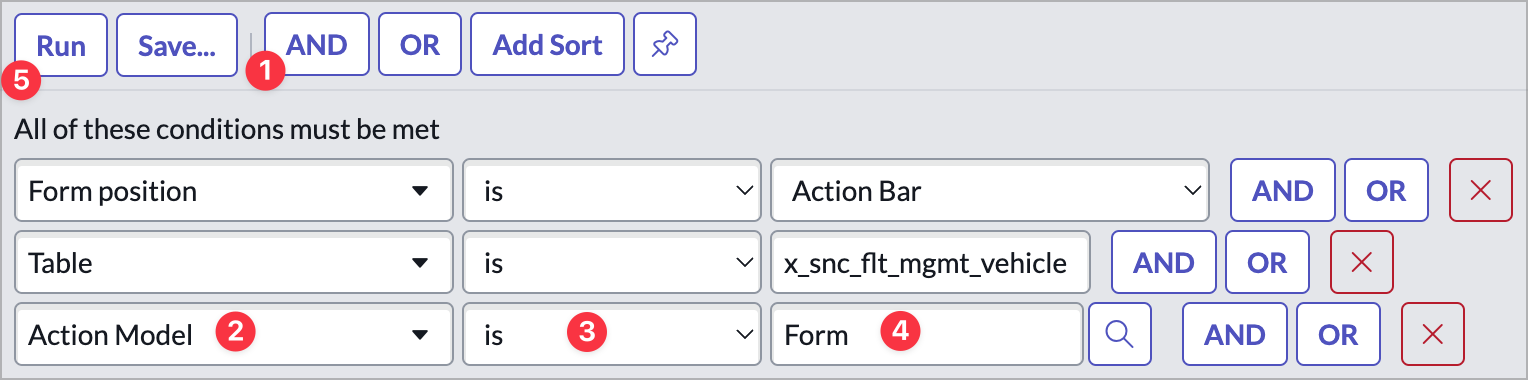 Run Save... AND OR Add Sort
5 1
All of these conditions must be met
Form position is Action Bar AND OR
Table is x_snc_flt_mgmt_vehicle AND OR
Action Model 2 is 3 Form 4 AND OR